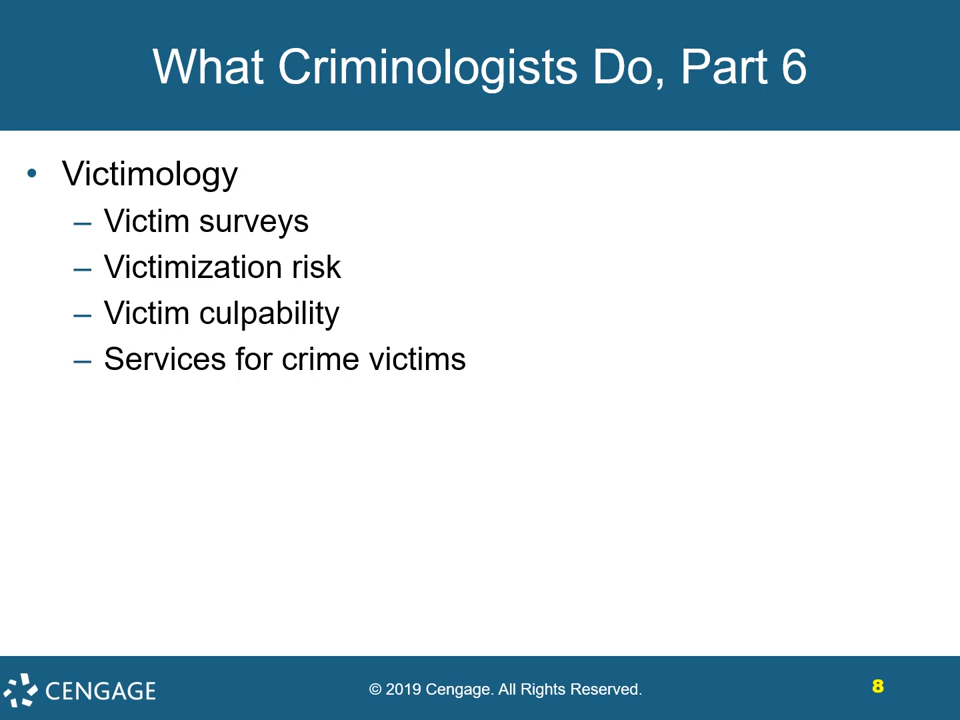 What Criminologists Do, Part 6
• Victimology
– Victim surveys
– Victimization risk
– Victim culpability
– Services for crime victims
CENGAGE
© 2019 Cengage. All Rights Reserved.
8